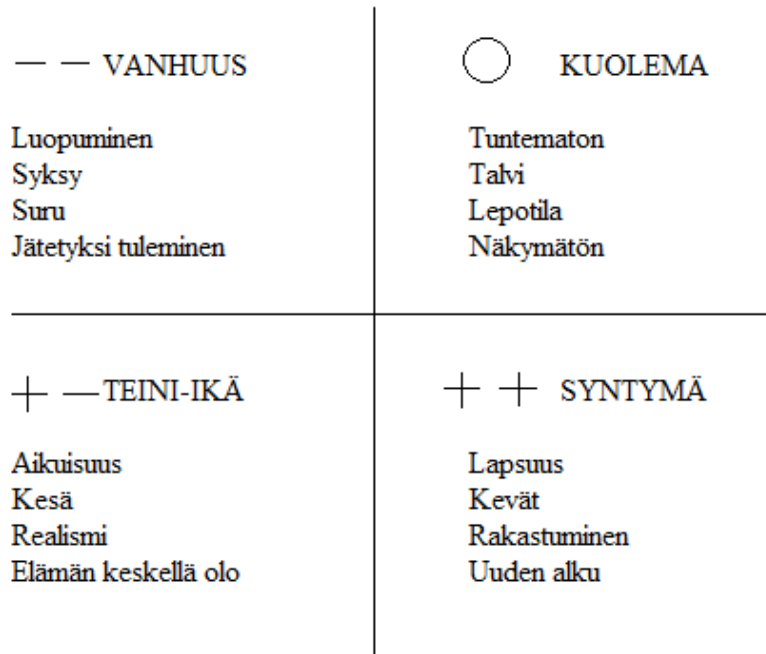 — — VANHUUS
Luopuminen
Syksy
Suru
Jätetyksi tuleminen
KUOLEMA
Tuntematon
Talvi
Lepotila
Näkymätön
+ — TEINI-IKÄ
Aikuisuus
Kesä
Realismi
Elämän keskellä olo
+ + SYNTYMÄ
Lapsuus
Kevät
Rakastuminen
Uuden alku